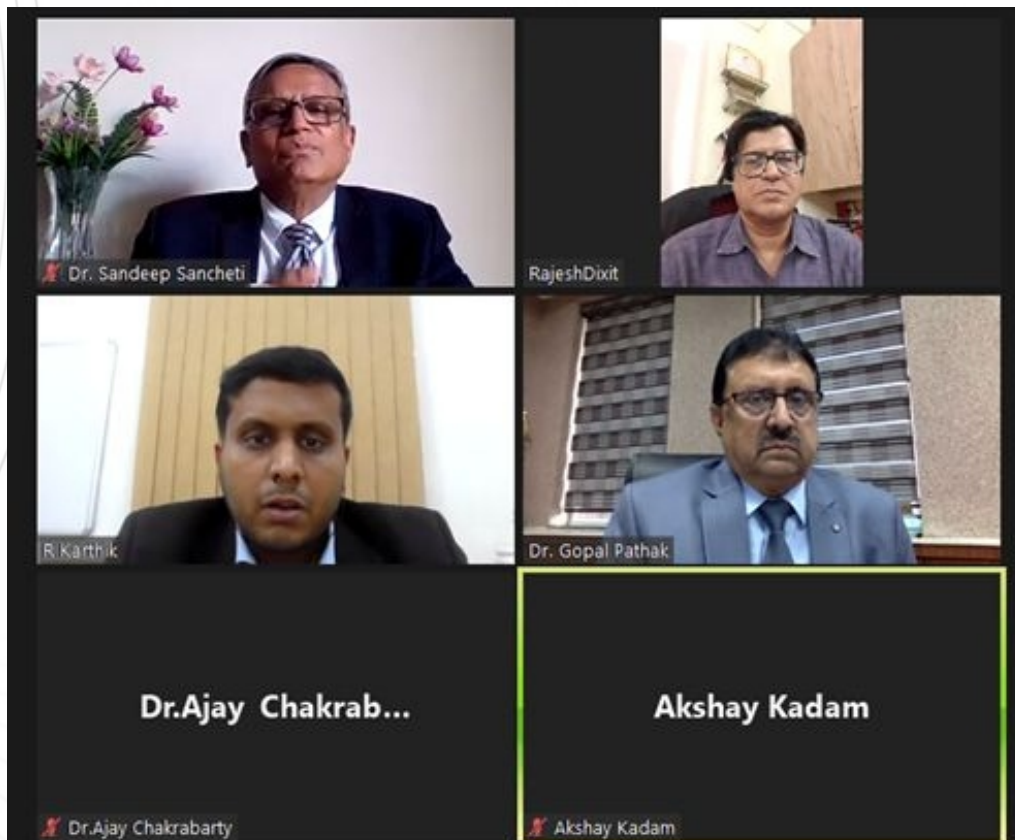 Dr. Sandeep Sancheti
RajeshDixit
R Karthik
Dr. Gopal Pathak
Dr.Ajay  Chakrab...
Akshay Kadam
Dr.Ajay Chakrabarty
Akshay Kadam